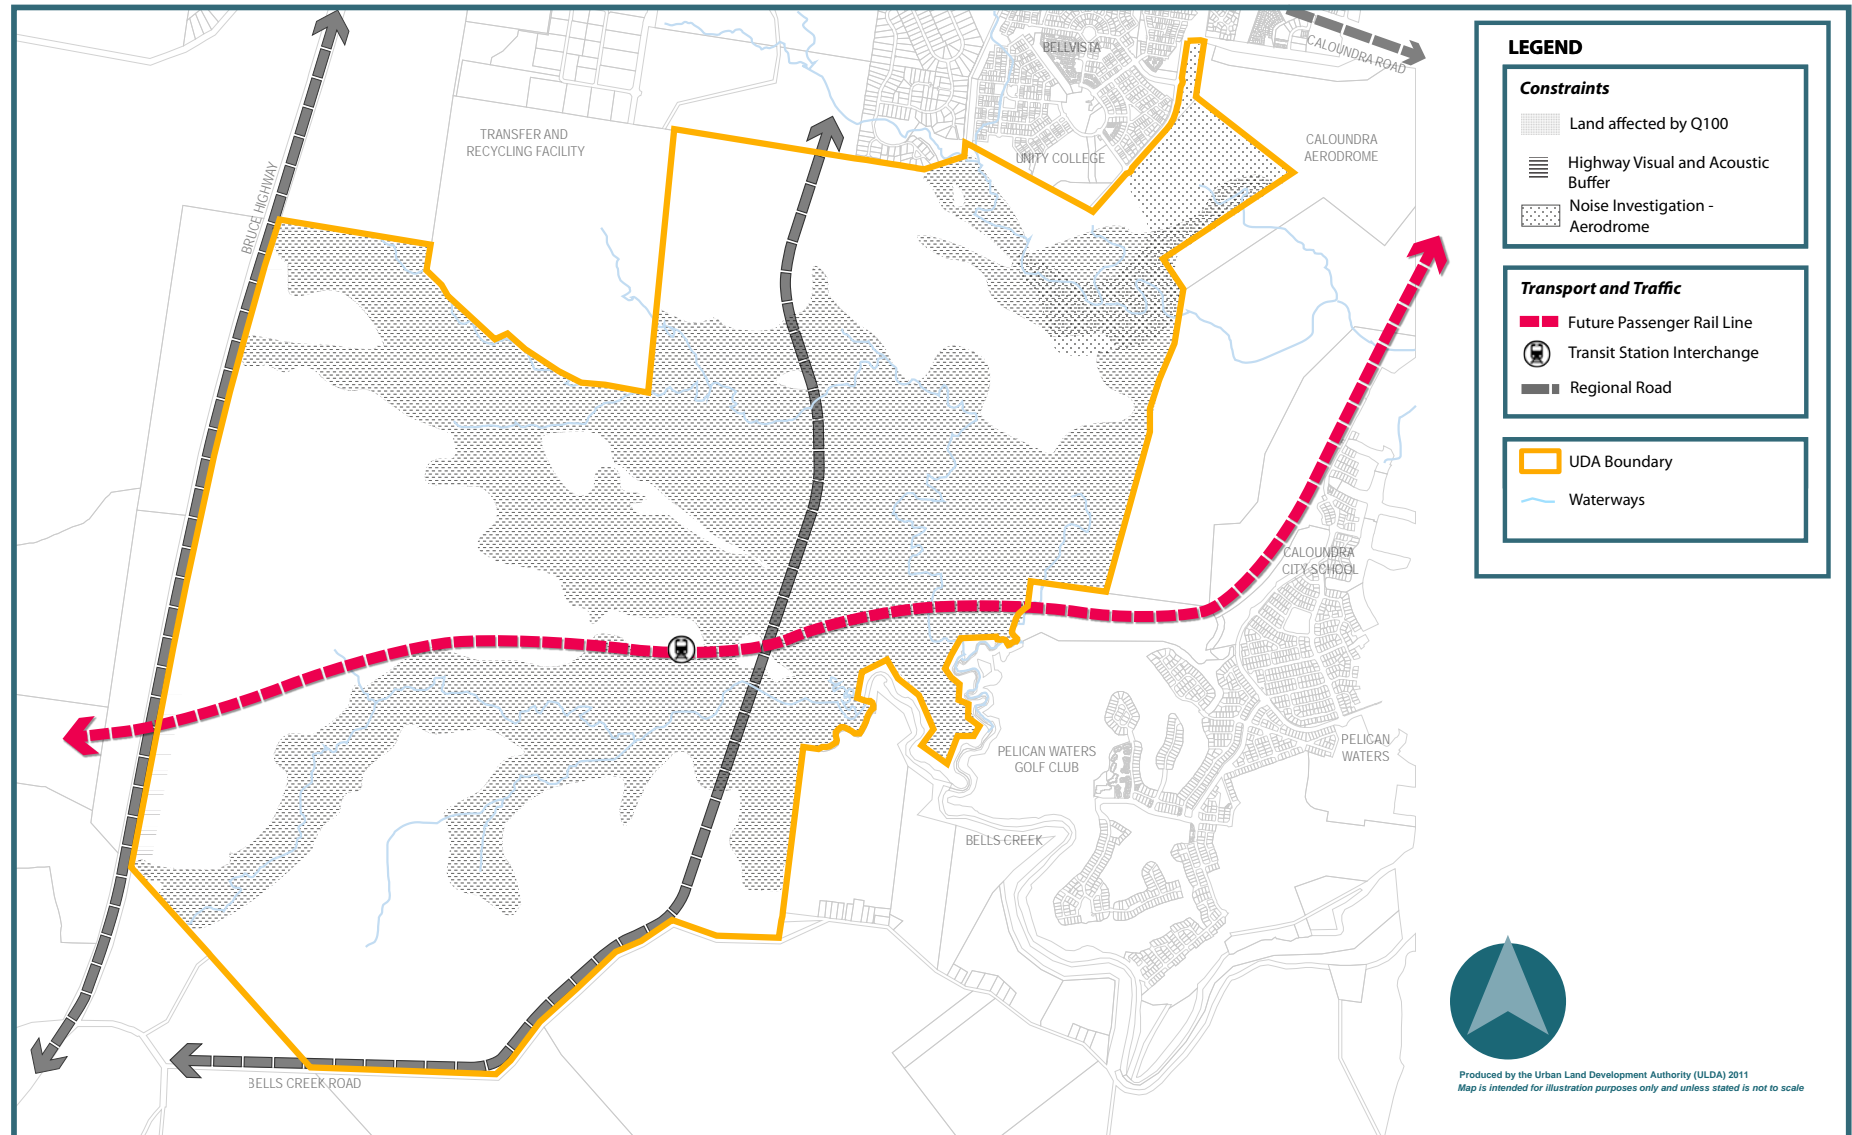 BELLVISTA
CALOUNDRA ROAD
TRANSFER AND
RECYCLING FACILITY
UNITY COLLEGE
CALOUNDRA
AERODROME
BRUCE HIGHWAY
CALOUNDRA
CITY SCHOOL
PELICAN WATERS
GOLF CLUB
PELICAN
WATERS
BELLS CREEK
BELLS CREEK ROAD
LEGEND
Constraints
Land affected by Q100
Highway Visual and Acoustic
Buffer
Noise Investigation -
Aerodrome
Transport and Traffic
Future Passenger Rail Line
Transit Station Interchange
Regional Road
UDA Boundary
Waterways
Produced by the Urban Land Development Authority (ULDA) 2011
Map is intended for illustration purposes only and unless stated is not to scale